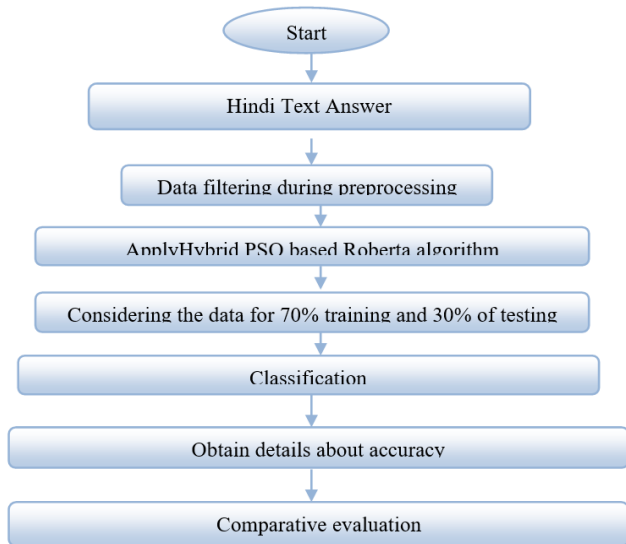 Start
Hindi Text Answer
Data filtering during preprocessing
ApplyHybrid PSO based Roberta algorithm
Considering the data for 70% training and 30% of testing
Classification
Obtain details about accuracy
Comparative evaluation